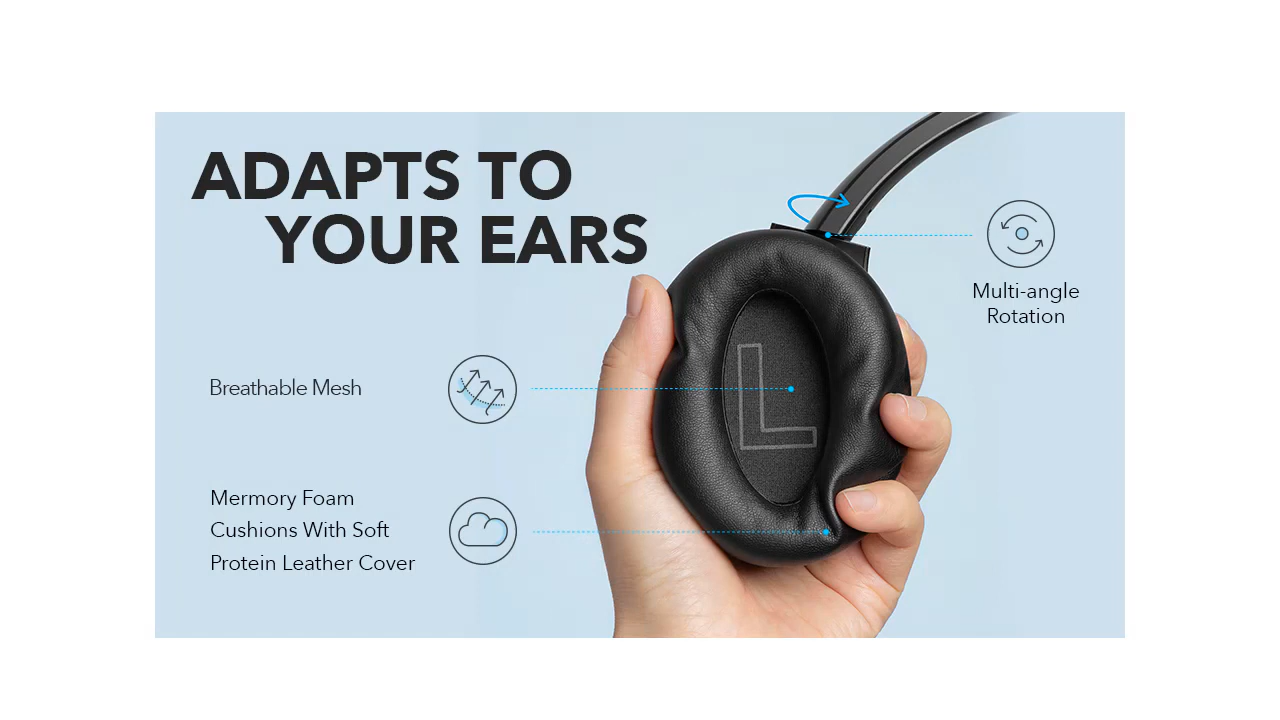 ADAPTS TO
YOUR EARS
Multi-angle
Rotation
L
Breathable Mesh
Mermory Foam
Cushions With Soft
Protein Leather Cover